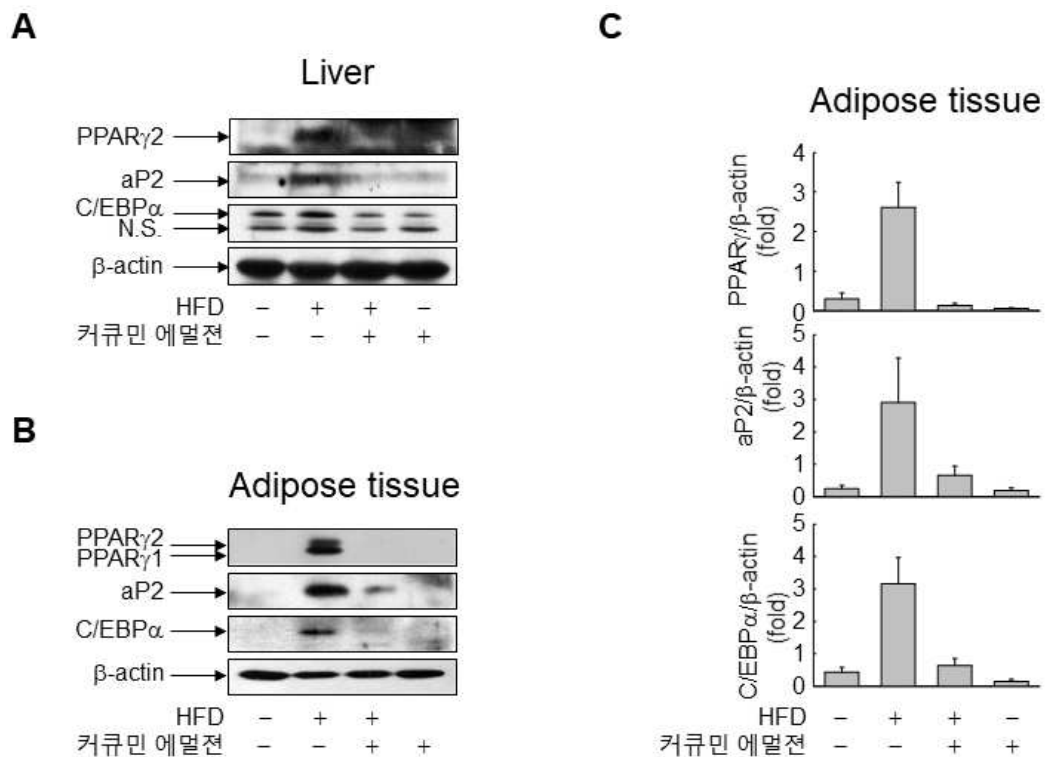 A
Liver
PPARγ2
aP2
C/EBPα
N.S.
β-actin
HFD − + + −
커큐민 에멀젼 − − + +
B
Adipose tissue
PPARγ2
PPARγ1
aP2
C/EBPα
β-actin
HFD − + +
커큐민 에멀젼 − − + +
C
Adipose tissue
PPARγ/β-actin
(fold)
4
3
2
1
0
aP2/β-actin
(fold)
5
4
3
2
1
0
C/EBPα/β-actin
(fold)
5
4
3
2
1
0
HFD − + + −
커큐민 에멀젼 − − + +